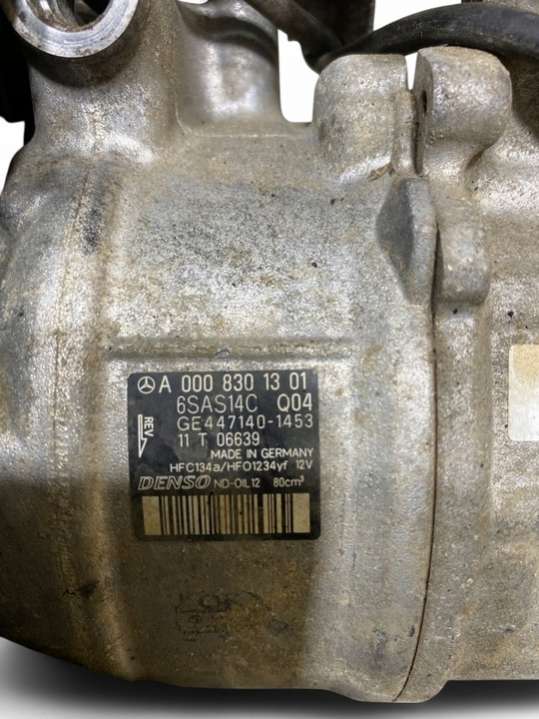 A 000 830 13 01
6SAS14C Q04
REV
GE447140-1453
11 T 06639
MADE IN GERMANY
HFC134a/HFO1234yf 12V
DENSO ND-OIL12 80cm³